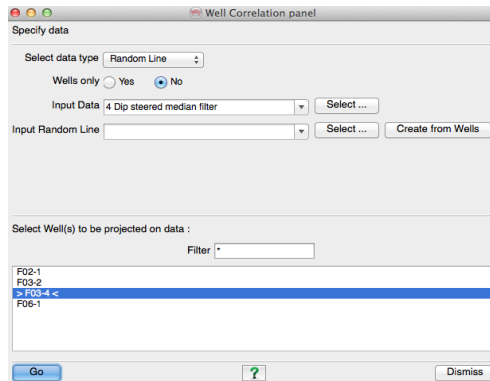 Well Correlation panel
Specify data
Select data type Random Line
Wells only Yes No
Input Data 4 Dip steered median filter Select ...
Input Random Line Select ... Create from Wells
Select Well(s) to be projected on data :
Filter *
F02-1
F03-2
> F03-4 <
F06-1
Go ? Dismiss